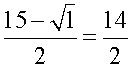 (15 − √1)/2 = 14/2